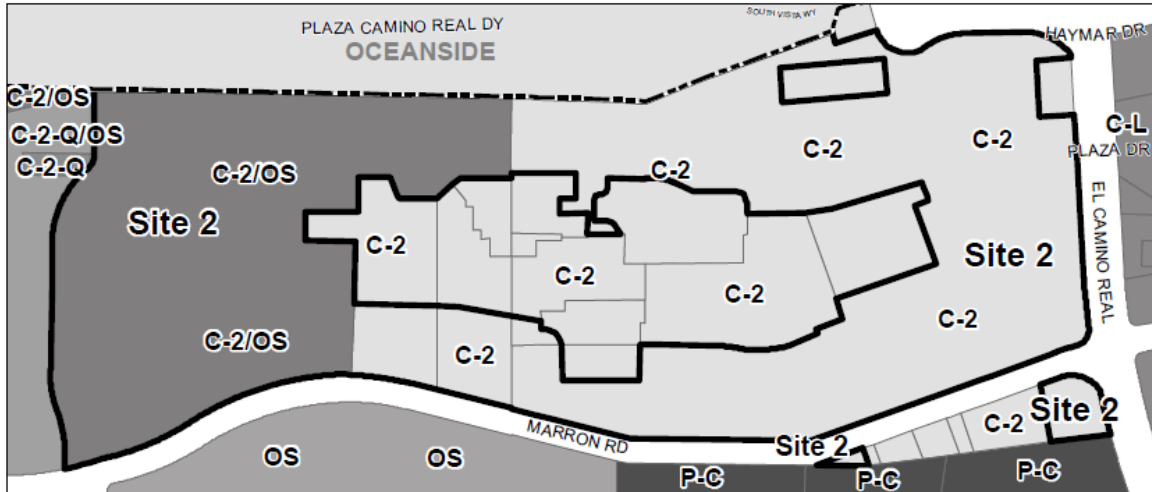 SOUTH VISTA WY
PLAZA CAMINO REAL DY
OCEANSIDE
HAYMAR DR
C-2/OS
C-2-Q/OS
C-2-Q
C-L
PLAZA DR
C-2
C-2
C-2
C-2/OS
Site 2
EL CAMINO REAL
C-2
Site 2
C-2
C-2
C-2
C-2/OS
C-2
Site 2
C-2
MARRON RD
Site 2
OS
OS
P-C
P-C
P-C